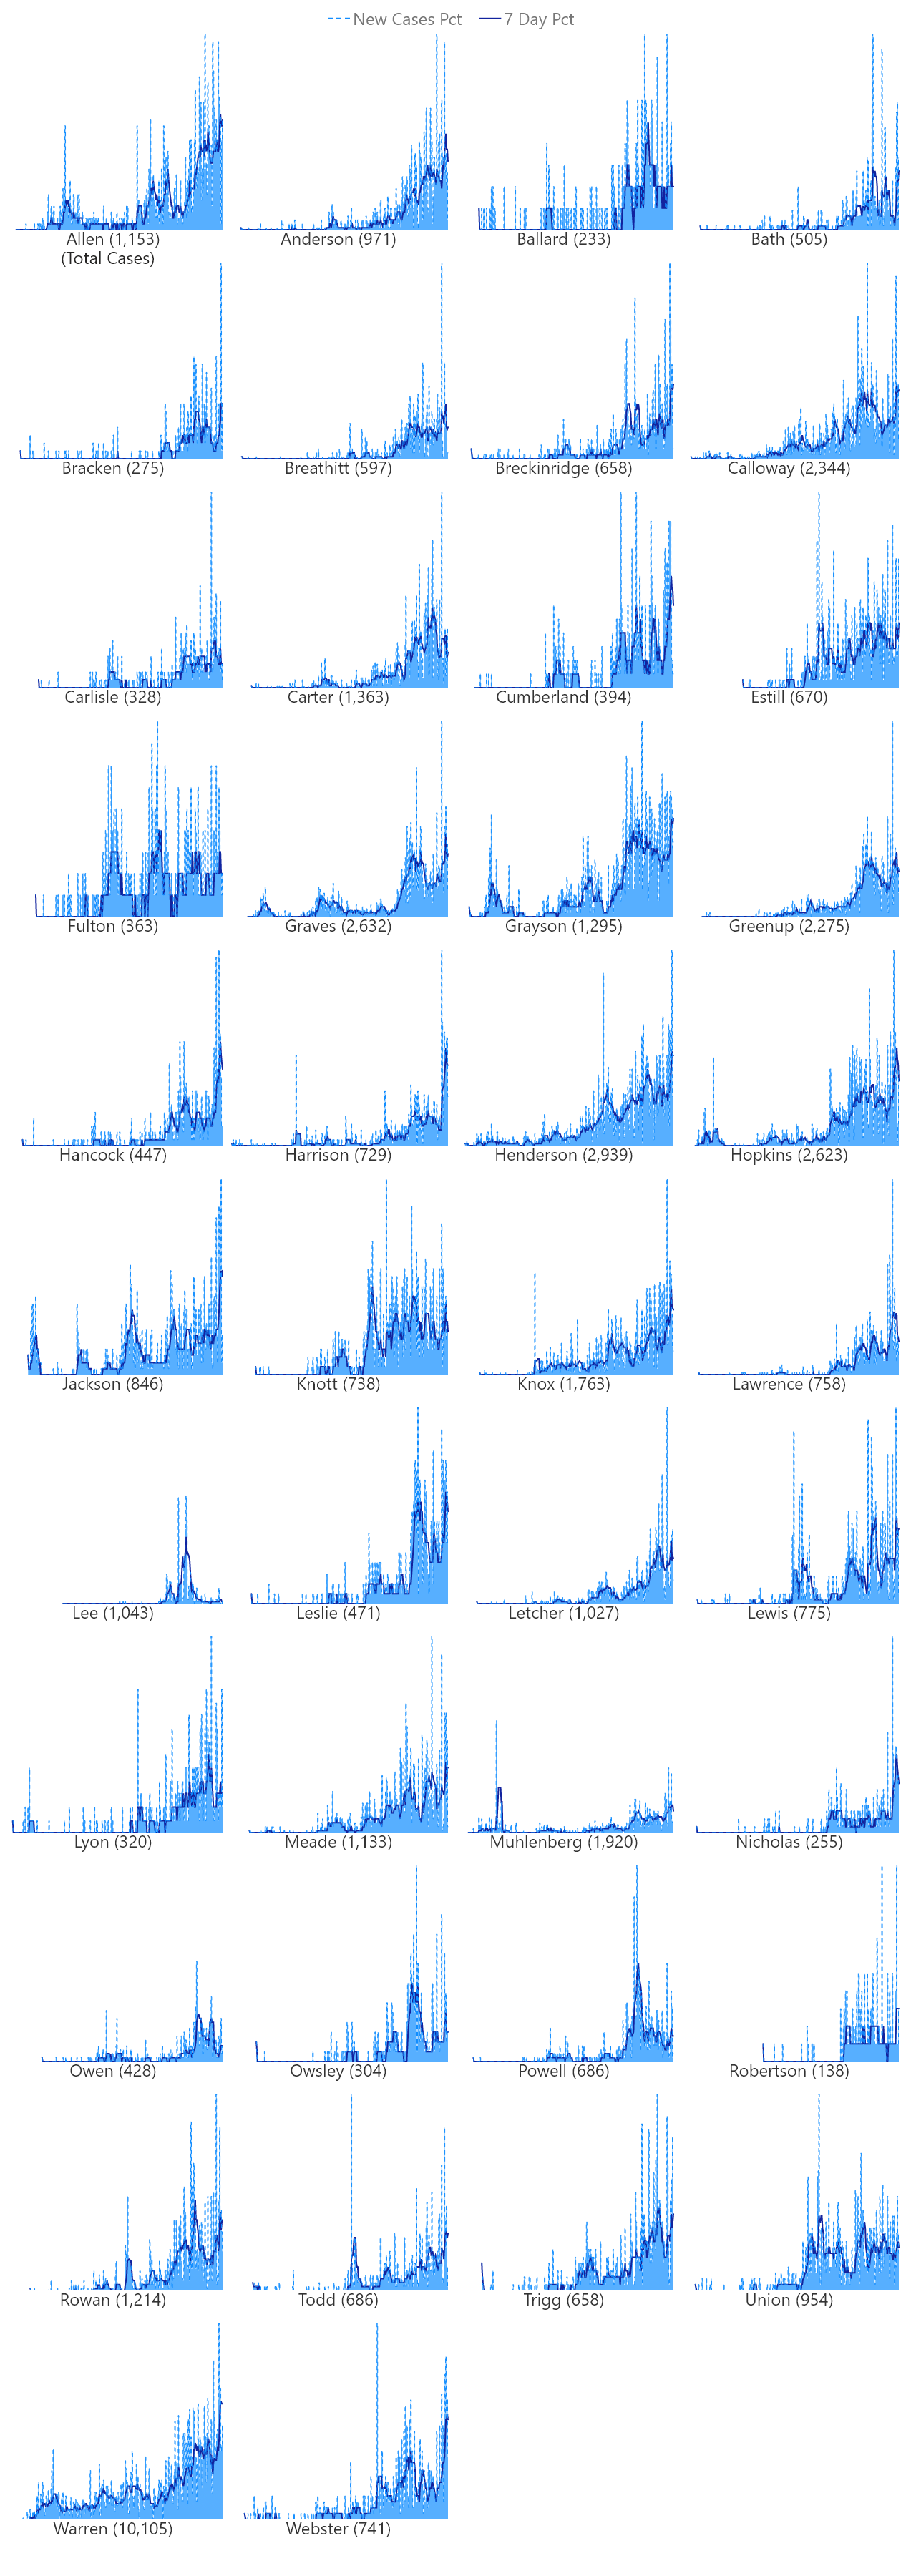 New Cases Pct 7 Day Pct
Allen (1,153) Anderson (971) Ballard (233) Bath (505)
(Total Cases)
Bracken (275) Breathitt (597) Breckinridge (658) Calloway (2,344)
Carlisle (328) Carter (1,363) Cumberland (394) Estill (670)
Fulton (363) Graves (2,632) Grayson (1,295) Greenup (2,275)
Hancock (447) Harrison (729) Henderson (2,939) Hopkins (2,623)
Jackson (846) Knott (738) Knox (1,763) Lawrence (758)
Lee (1,043) Leslie (471) Letcher (1,027) Lewis (775)
Lyon (320) Meade (1,133) Muhlenberg (1,920) Nicholas (255)
Owen (428) Owsley (304) Powell (686) Robertson (138)
Rowan (1,214) Todd (686) Trigg (658) Union (954)
Warren (10,105) Webster (741)